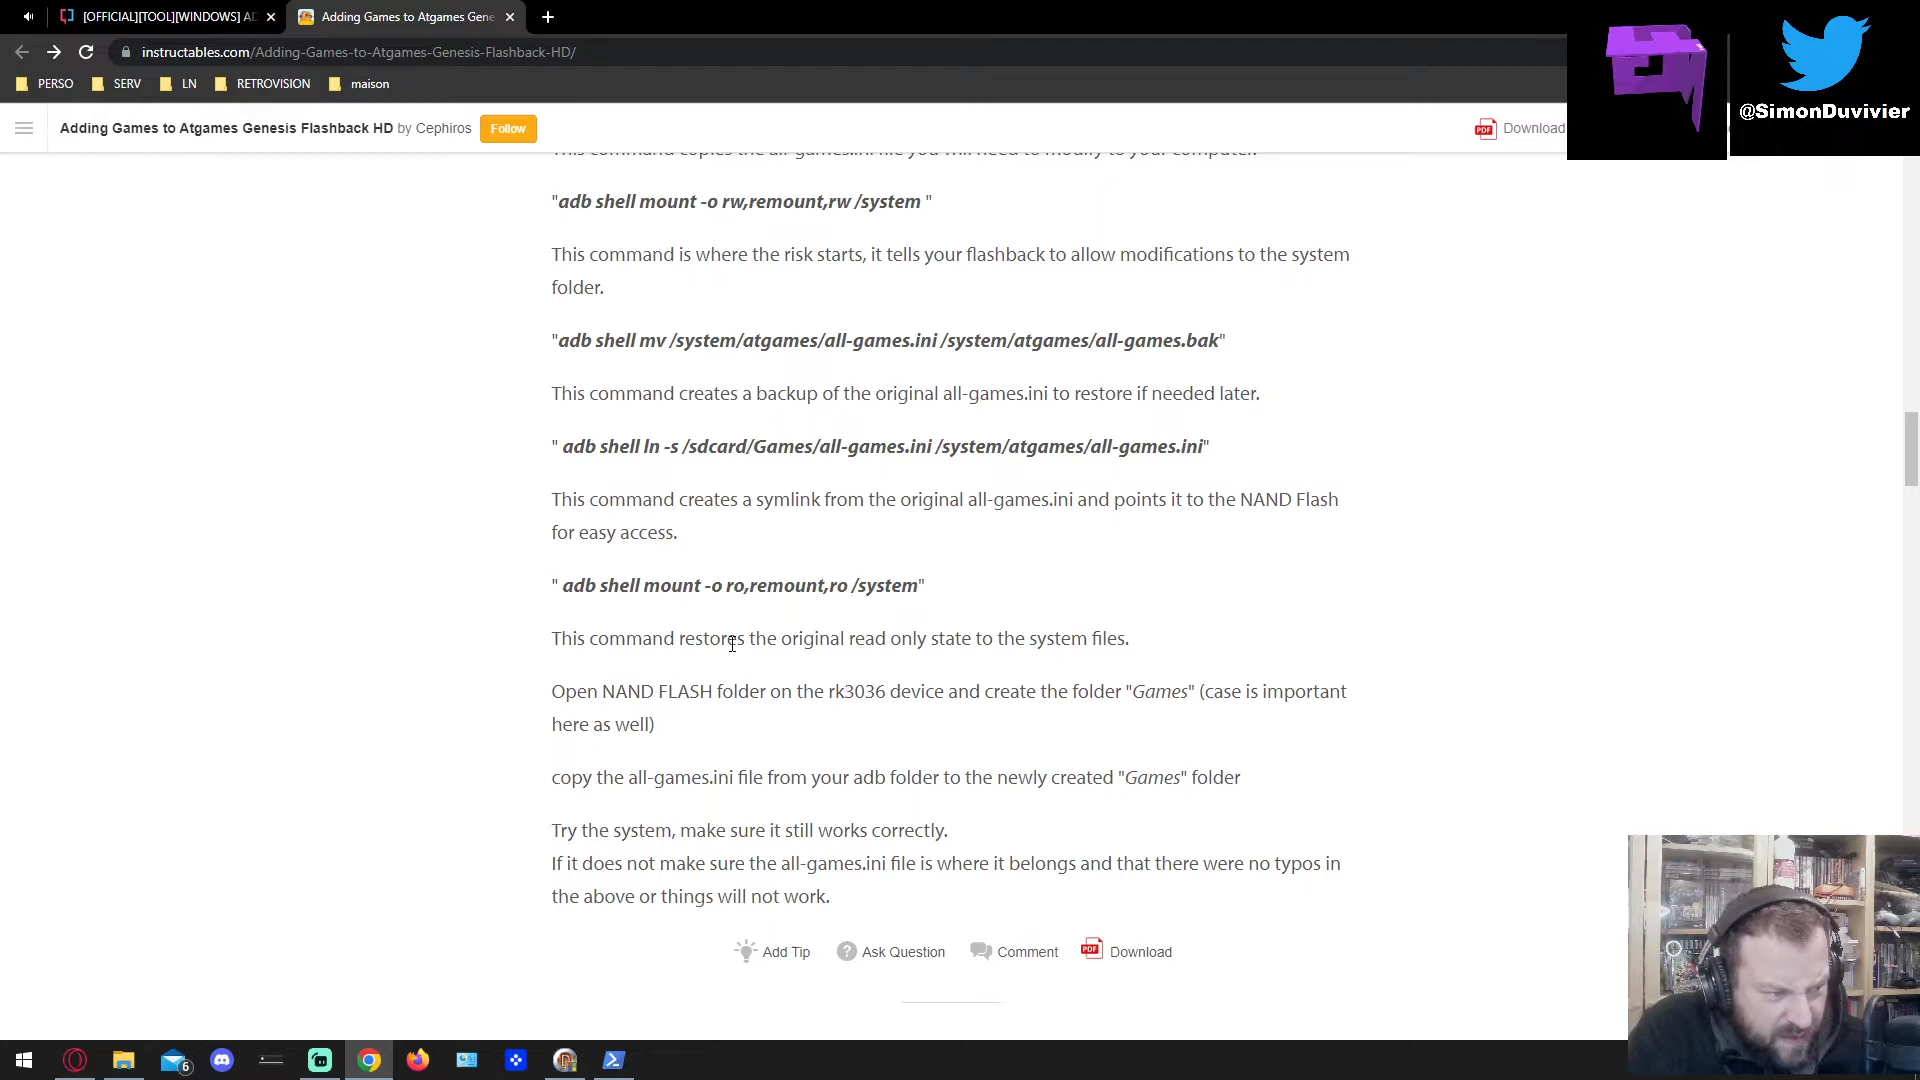 [OFFICIAL][TOOL][WINDOWS] AD
Adding Games to Atgames Gene
instructables.com/Adding-Games-to-Atgames-Genesis-Flashback-HD/
PERSO
SERV
LN
RETROVISION
maison
@SimonDuvivier
Adding Games to Atgames Genesis Flashback HD by Cephiros
Follow
PDF
Download
This command copies the all-games.ini file you will need to modify to your computer.
"adb shell mount -o rw,remount,rw /system "
This command is where the risk starts, it tells your flashback to allow modifications to the system
folder.
"adb shell mv /system/atgames/all-games.ini /system/atgames/all-games.bak"
This command creates a backup of the original all-games.ini to restore if needed later.
" adb shell ln -s /sdcard/Games/all-games.ini /system/atgames/all-games.ini"
This command creates a symlink from the original all-games.ini and points it to the NAND Flash
for easy access.
" adb shell mount -o ro,remount,ro /system"
This command restores the original read only state to the system files.
Open NAND FLASH folder on the rk3036 device and create the folder "Games" (case is important
here as well)
copy the all-games.ini file from your adb folder to the newly created "Games" folder
Try the system, make sure it still works correctly.
If it does not make sure the all-games.ini file is where it belongs and that there were no typos in
the above or things will not work.
Add Tip
Ask Question
Comment
PDF
Download
6